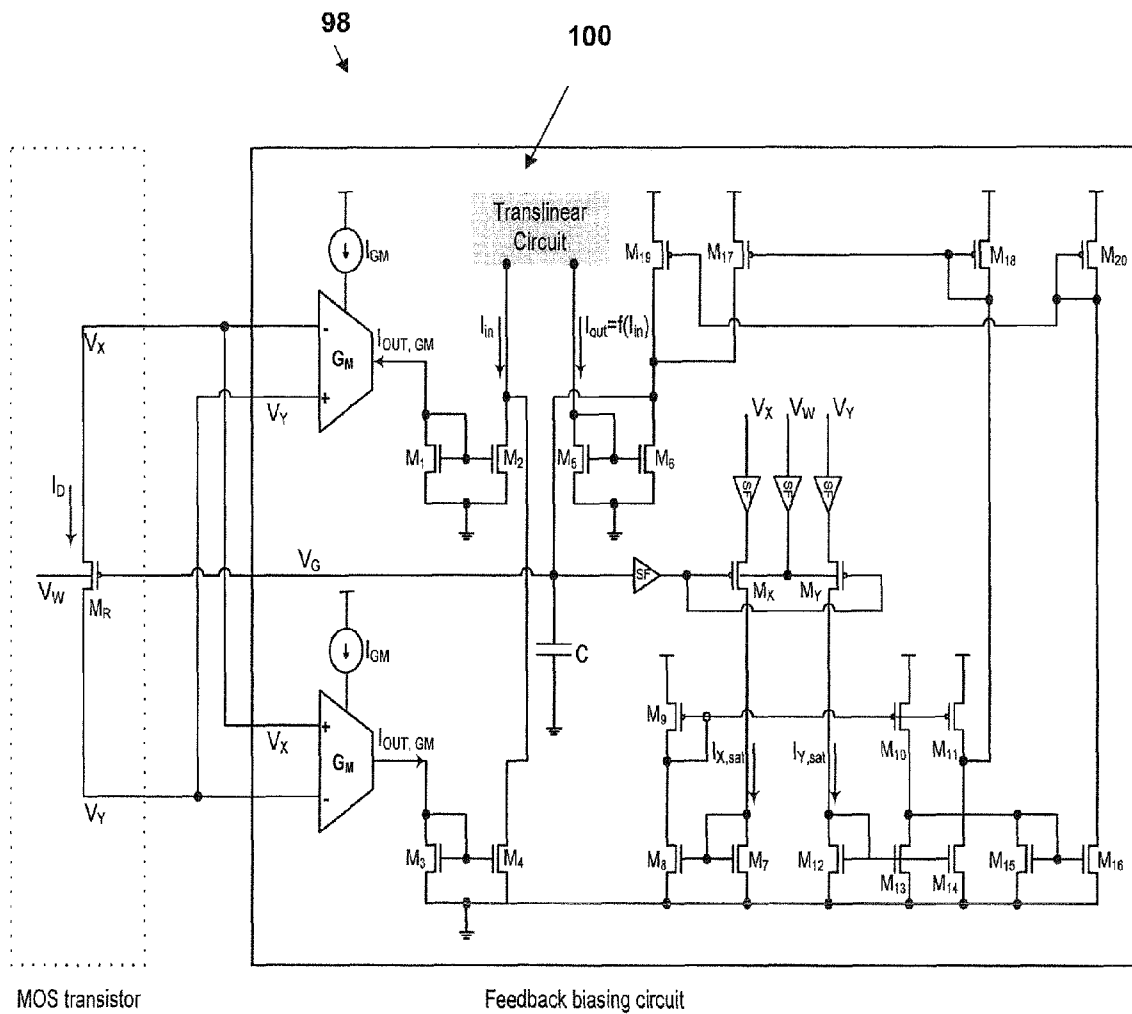 98
100
Translinear
Circuit
M19
M17
M18
M20
IGM
Iin
Iout=f(Iin)
VX
-
GM
IOUT, GM
+
VY
M1
M2
M5
M6
VX
VW
VY
SF
SF
SF
ID
VG
SF
VW
MR
MX
MY
IGM
C
M9
M10
M11
+
VX
GM
IOUT, GM
IX,sat
IY,sat
-
VY
M3
M4
M8
M7
M12
M13
M14
M15
M16
MOS transistor
Feedback biasing circuit